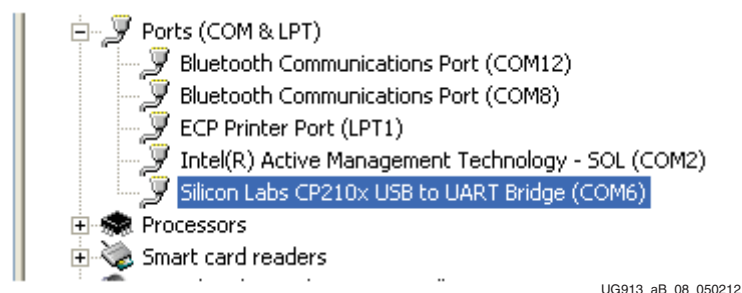 Ports (COM & LPT)
Bluetooth Communications Port (COM12)
Bluetooth Communications Port (COM8)
ECP Printer Port (LPT1)
Intel(R) Active Management Technology - SOL (COM2)
Silicon Labs CP210x USB to UART Bridge (COM6)
Processors
Smart card readers
UG913_aB_08_050212